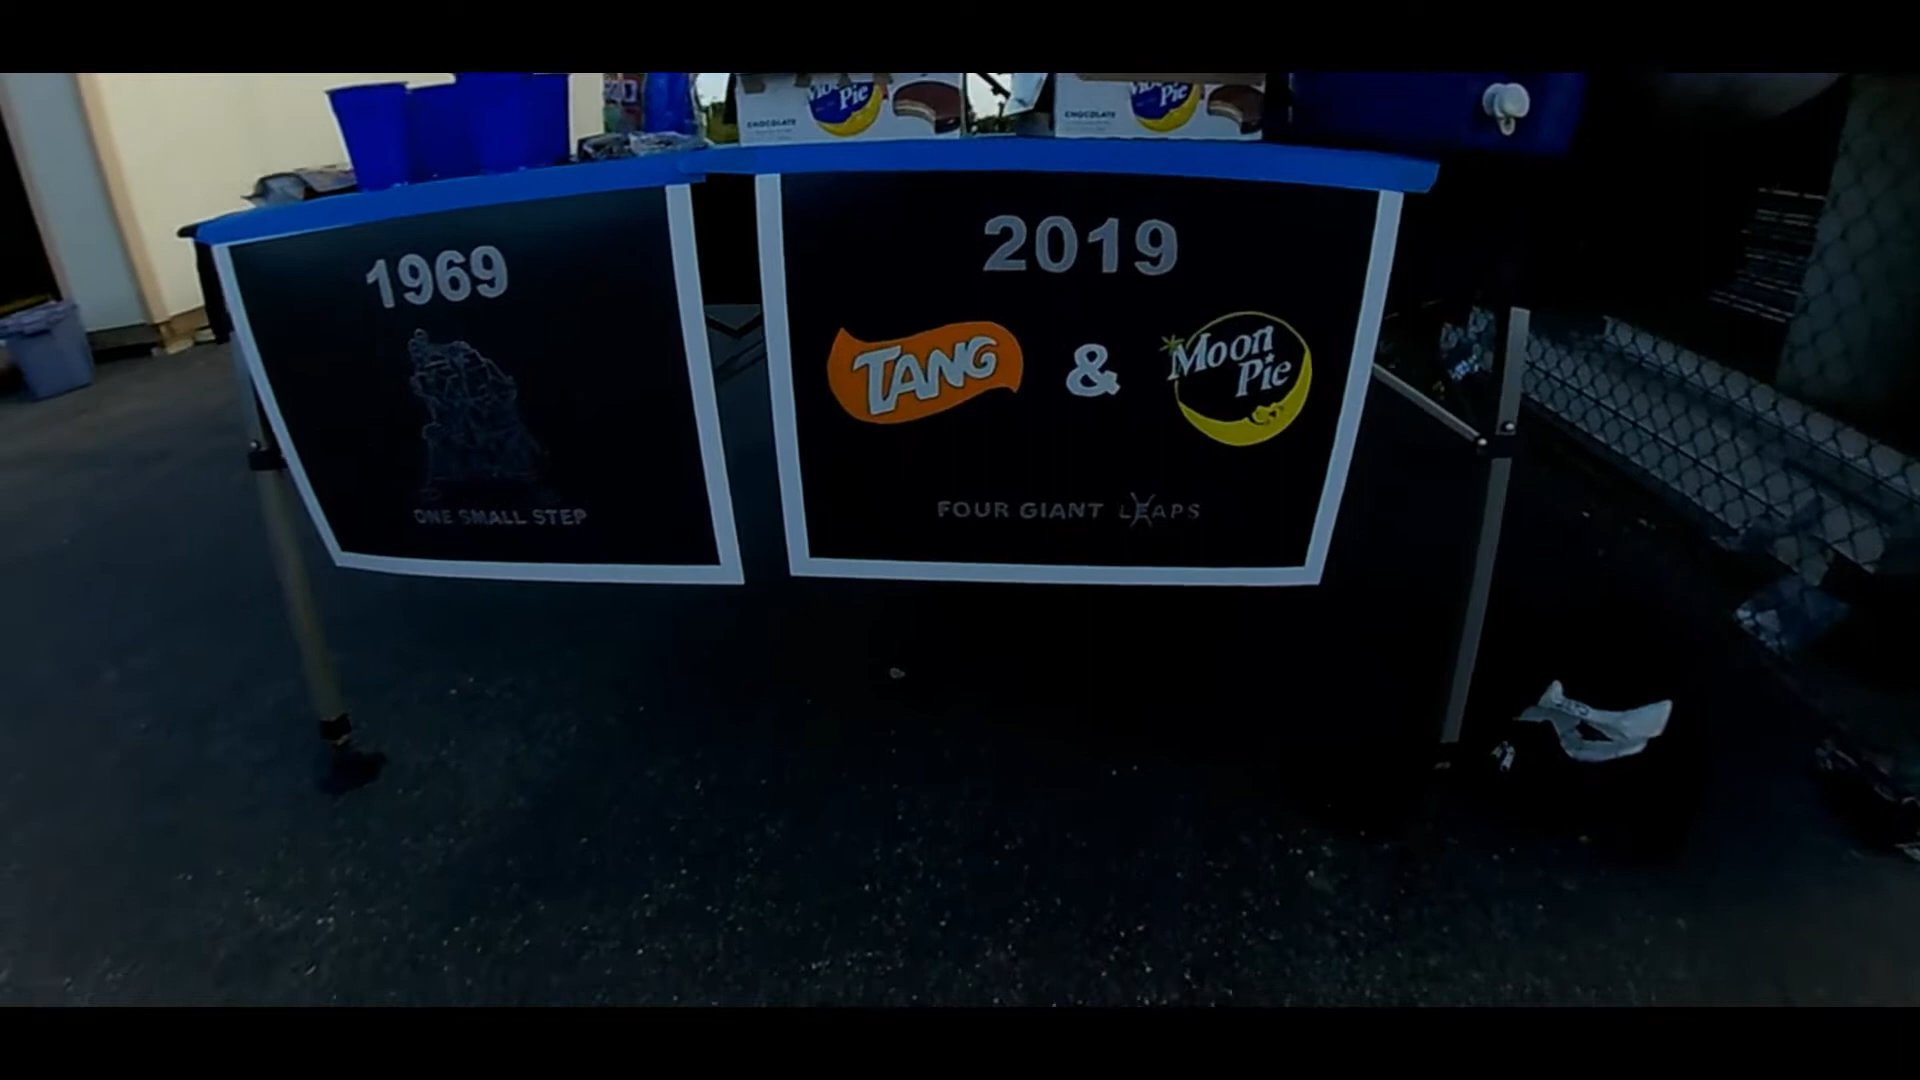 Moon
Pie
CHOCOLATE
Moon
Pie
CHOCOLATE
1969
ONE SMALL STEP
2019
TANG & Moon
Pie
FOUR GIANT LEAPS